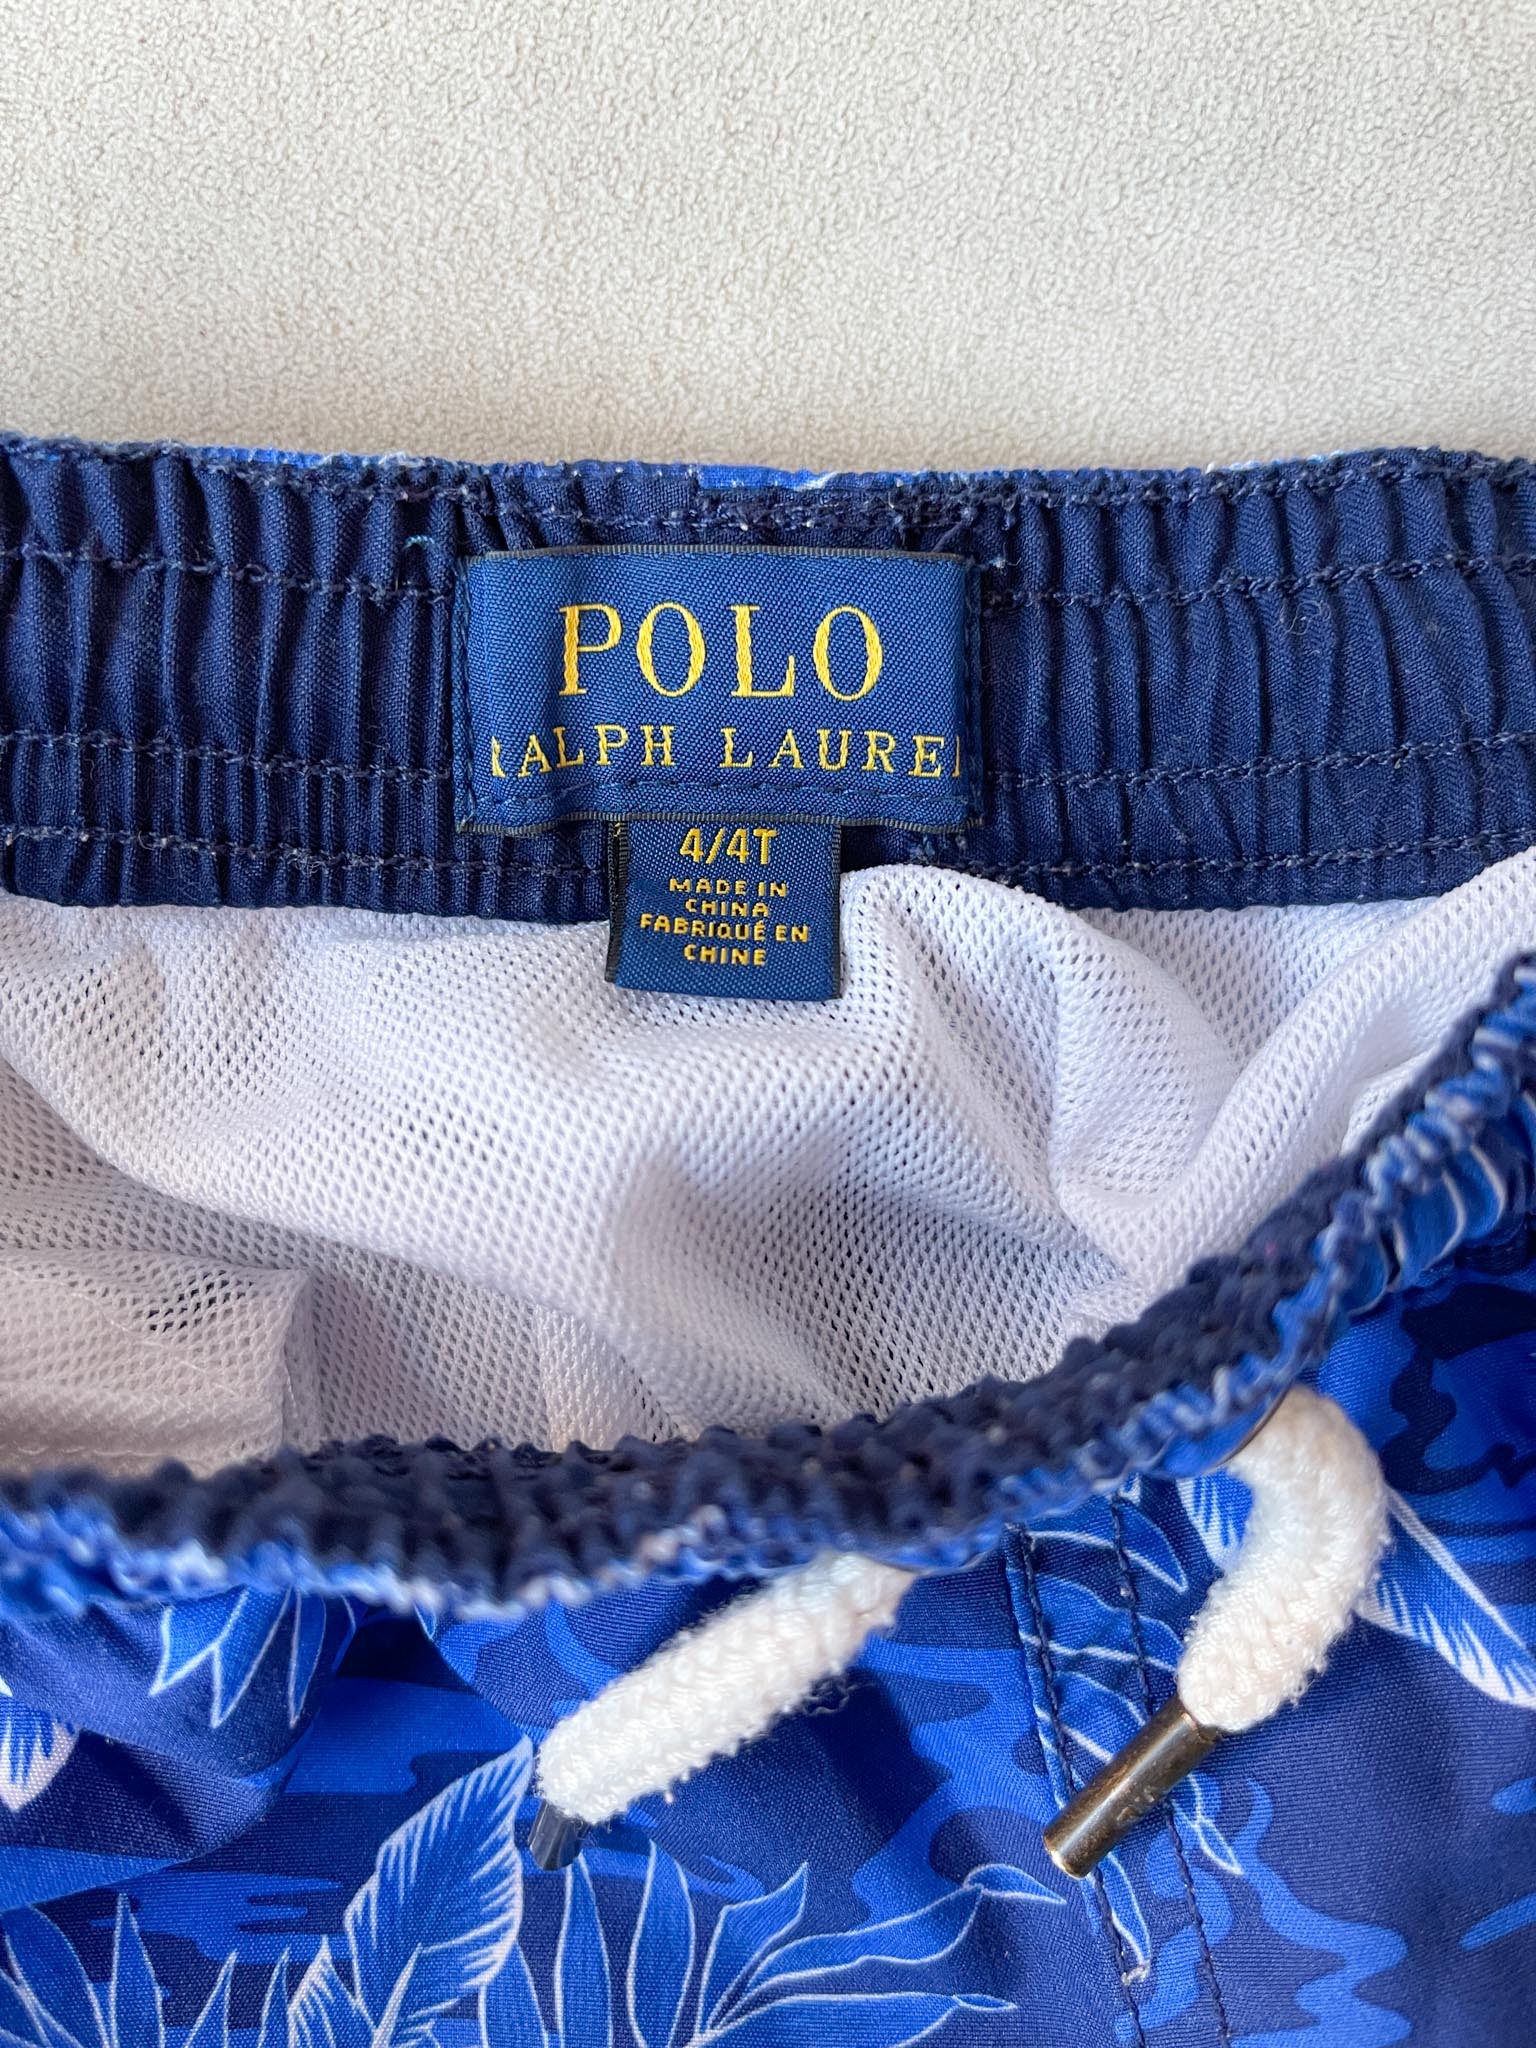 POLO
RALPH LAUREN
4/4T
MADE IN
CHINA
FABRIQUÉ EN
CHINE